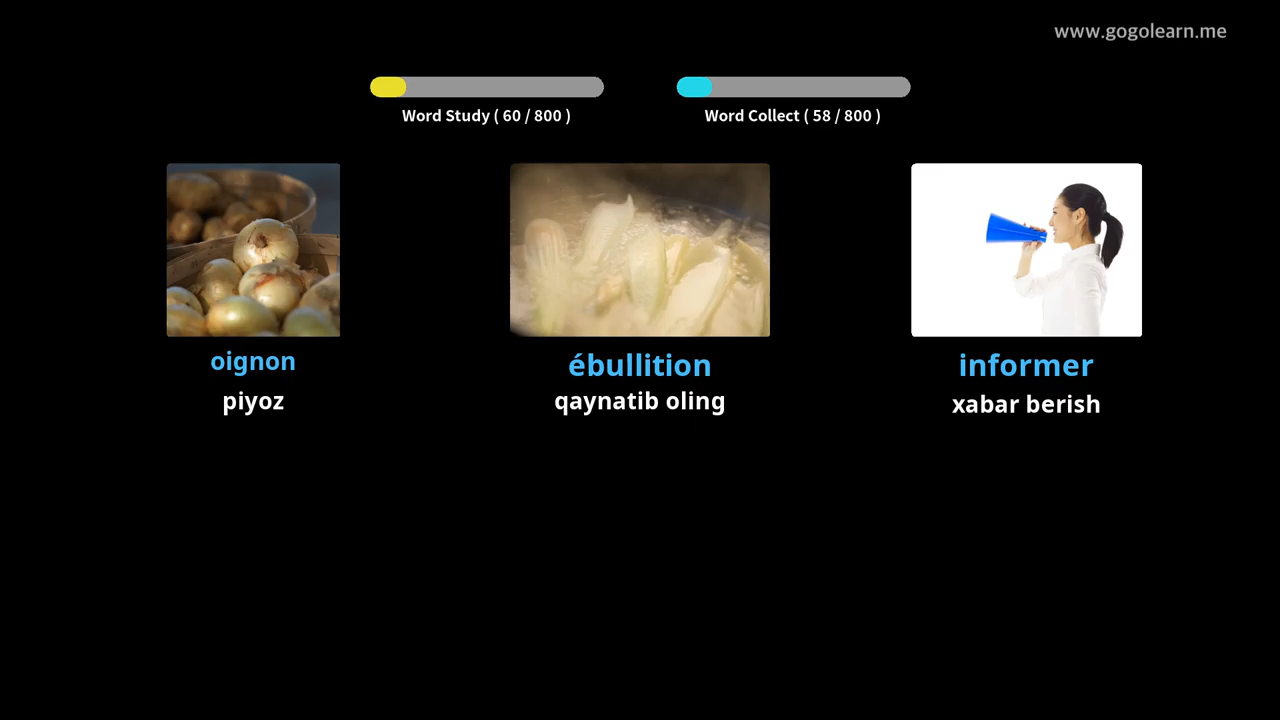 www.gogolearn.me
Word Study ( 60 / 800 )
Word Collect ( 58 / 800 )
oignon
piyoz
ébullition
qaynatib oling
informer
xabar berish